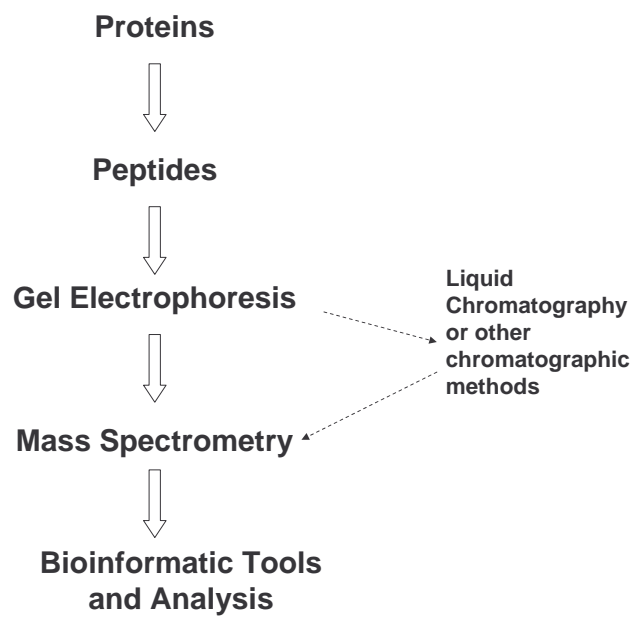 Proteins
Peptides
Gel Electrophoresis
Liquid
Chromatography
or other
chromatographic
methods
Mass Spectrometry
Bioinformatic Tools
and Analysis